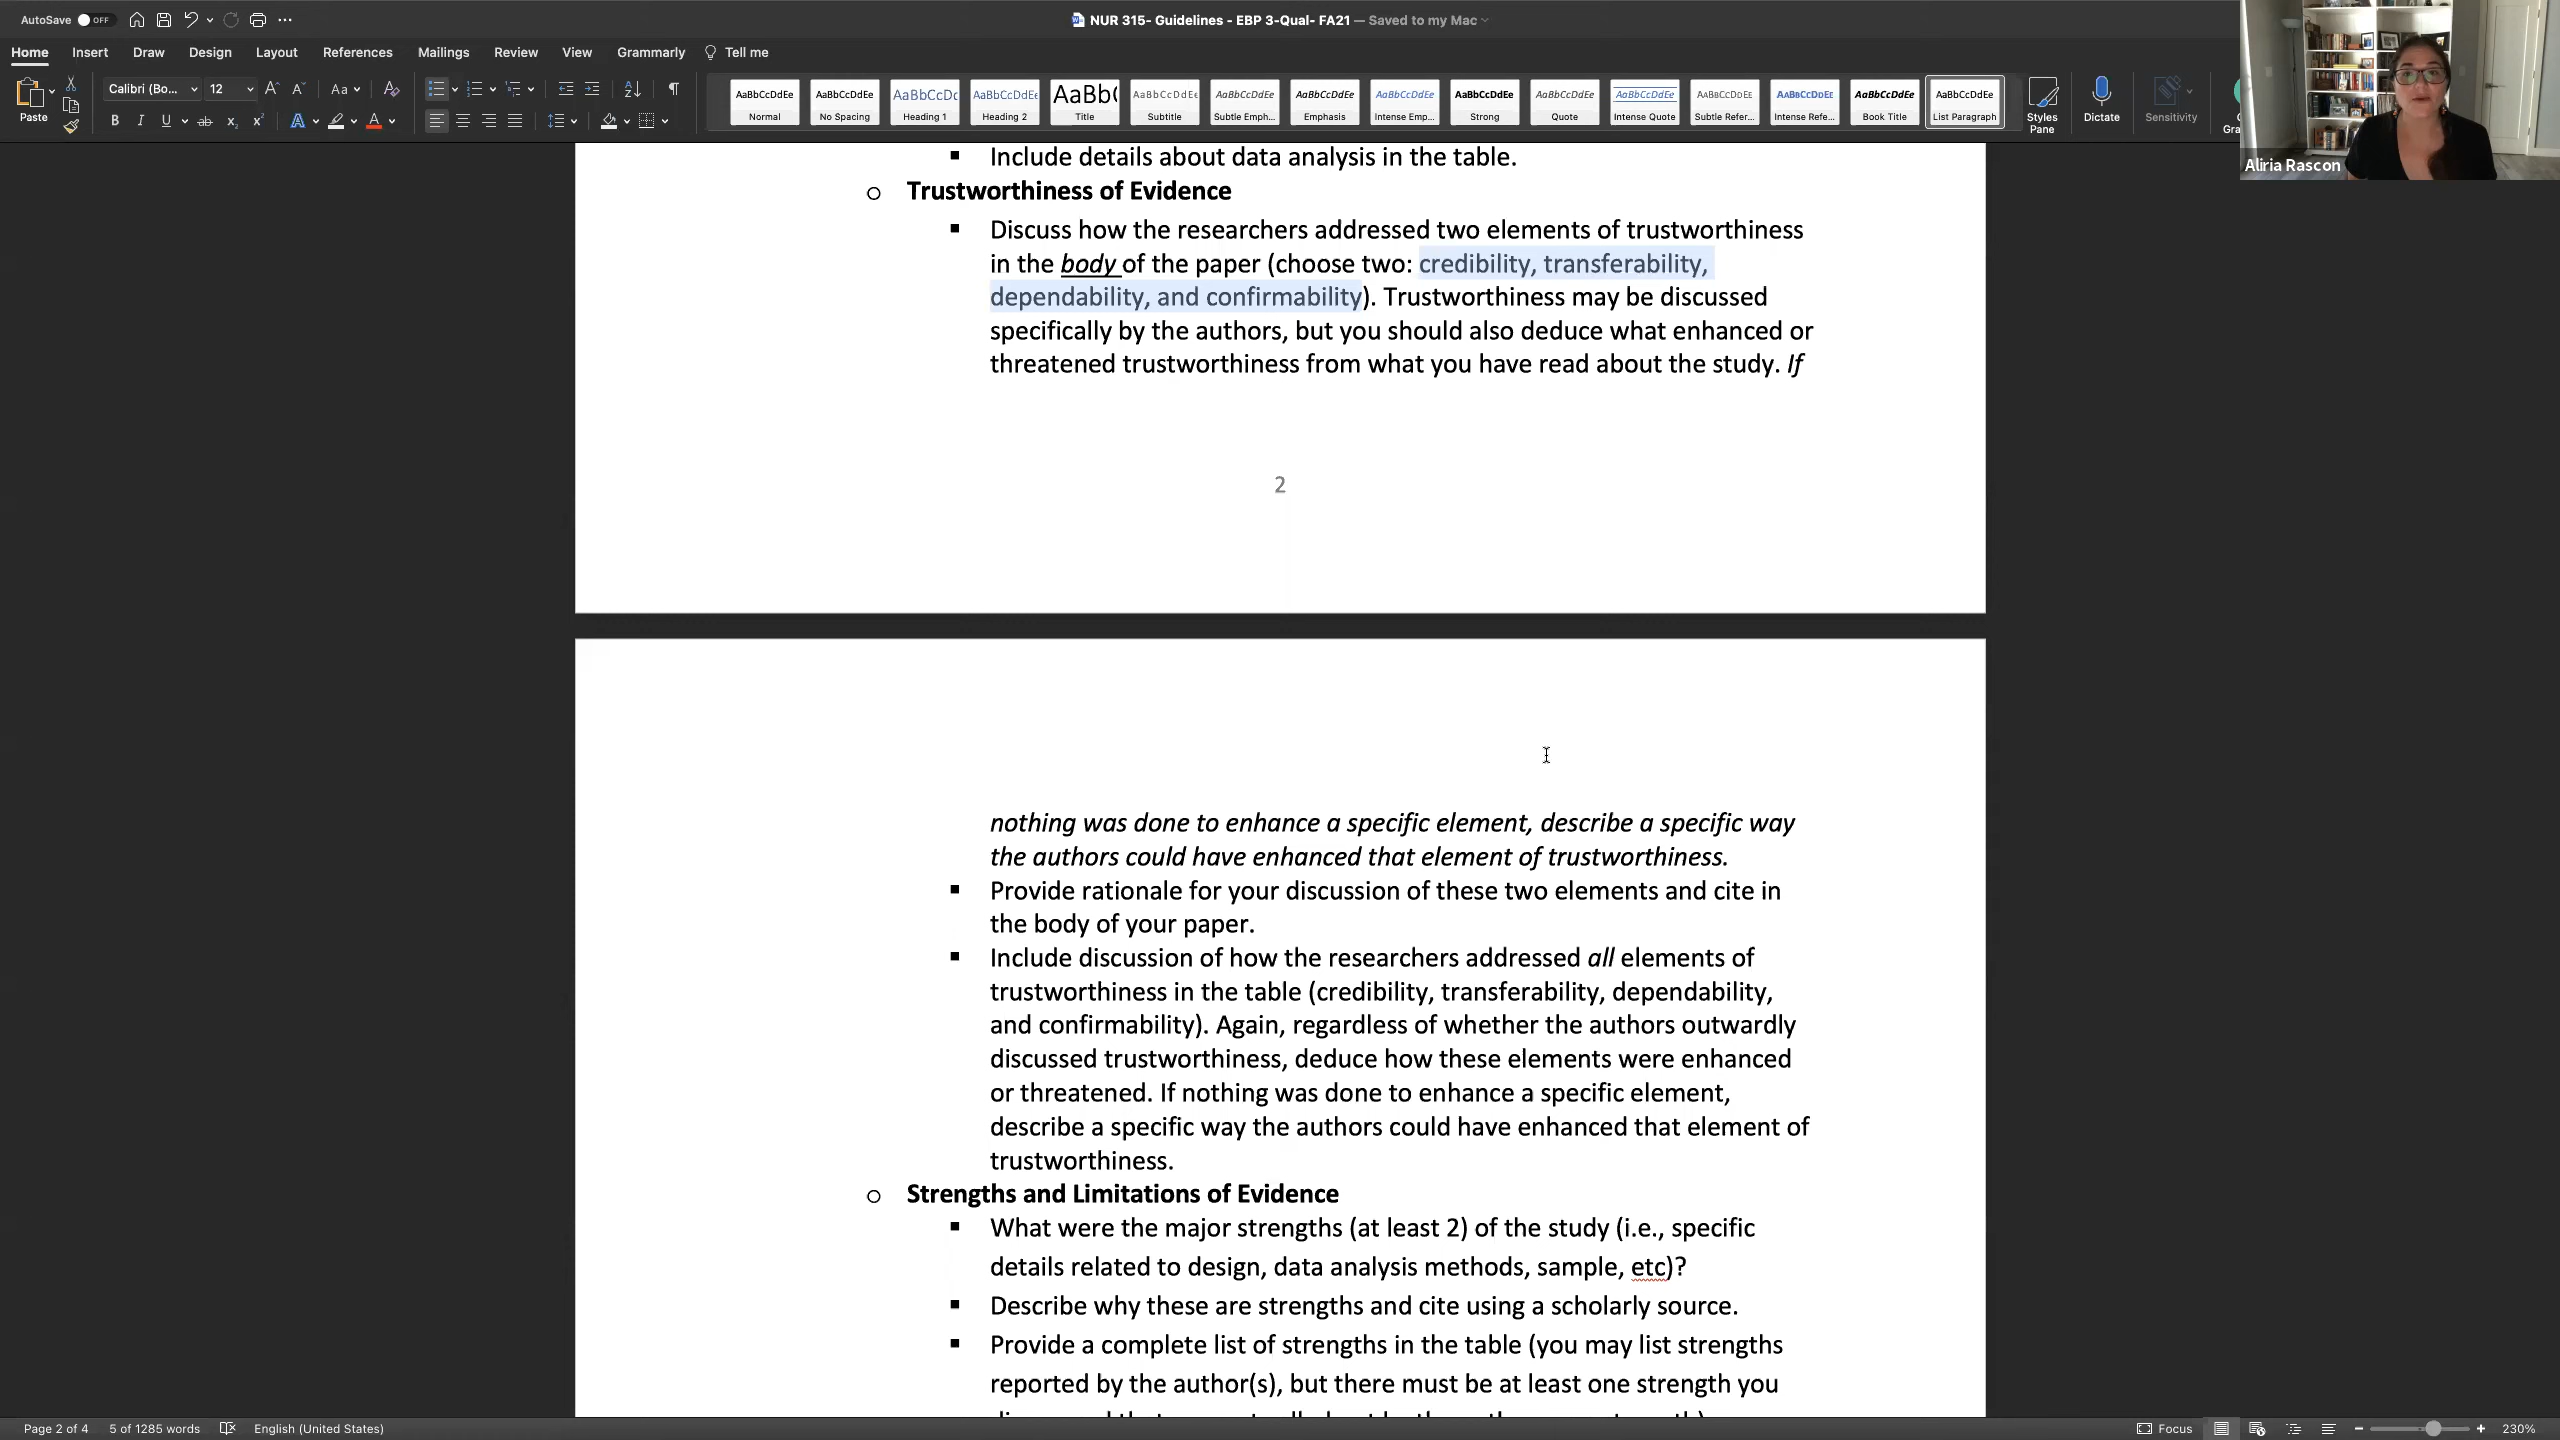 AutoSave OFF
NUR 315- Guidelines - EBP 3-Qual- FA21 — Saved to my Mac
Home Insert Draw Design Layout References Mailings Review View Grammarly Tell me
Paste
Calibri (Bo... 12
AaBbCcDdEe Normal
AaBbCcDdEe No Spacing
AaBbCcDc Heading 1
AaBbCcDdEe Heading 2
AaBb( Title
AaBbCcDdEe Subtitle
AaBbCcDdEe Subtle Emph...
AaBbCcDdEe Emphasis
AaBbCcDdEe Intense Emp...
AaBbCcDdEe Strong
AaBbCcDdEe Quote
AaBbCcDdEe Intense Quote
AaBbCcDdEe Subtle Refer...
AaBbCcDdEe Intense Refe...
AaBbCcDdEe Book Title
AaBbCcDdEe List Paragraph
Styles Pane
Dictate
Sensitivity
Aliria Rascon
▪ Include details about data analysis in the table.
o Trustworthiness of Evidence
▪ Discuss how the researchers addressed two elements of trustworthiness
in the body of the paper (choose two: credibility, transferability,
dependability, and confirmability). Trustworthiness may be discussed
specifically by the authors, but you should also deduce what enhanced or
threatened trustworthiness from what you have read about the study. If
2
nothing was done to enhance a specific element, describe a specific way
the authors could have enhanced that element of trustworthiness.
▪ Provide rationale for your discussion of these two elements and cite in
the body of your paper.
▪ Include discussion of how the researchers addressed all elements of
trustworthiness in the table (credibility, transferability, dependability,
and confirmability). Again, regardless of whether the authors outwardly
discussed trustworthiness, deduce how these elements were enhanced
or threatened. If nothing was done to enhance a specific element,
describe a specific way the authors could have enhanced that element of
trustworthiness.
o Strengths and Limitations of Evidence
▪ What were the major strengths (at least 2) of the study (i.e., specific
details related to design, data analysis methods, sample, etc)?
▪ Describe why these are strengths and cite using a scholarly source.
▪ Provide a complete list of strengths in the table (you may list strengths
reported by the author(s), but there must be at least one strength you
Page 2 of 4 5 of 1285 words English (United States) Focus 230%